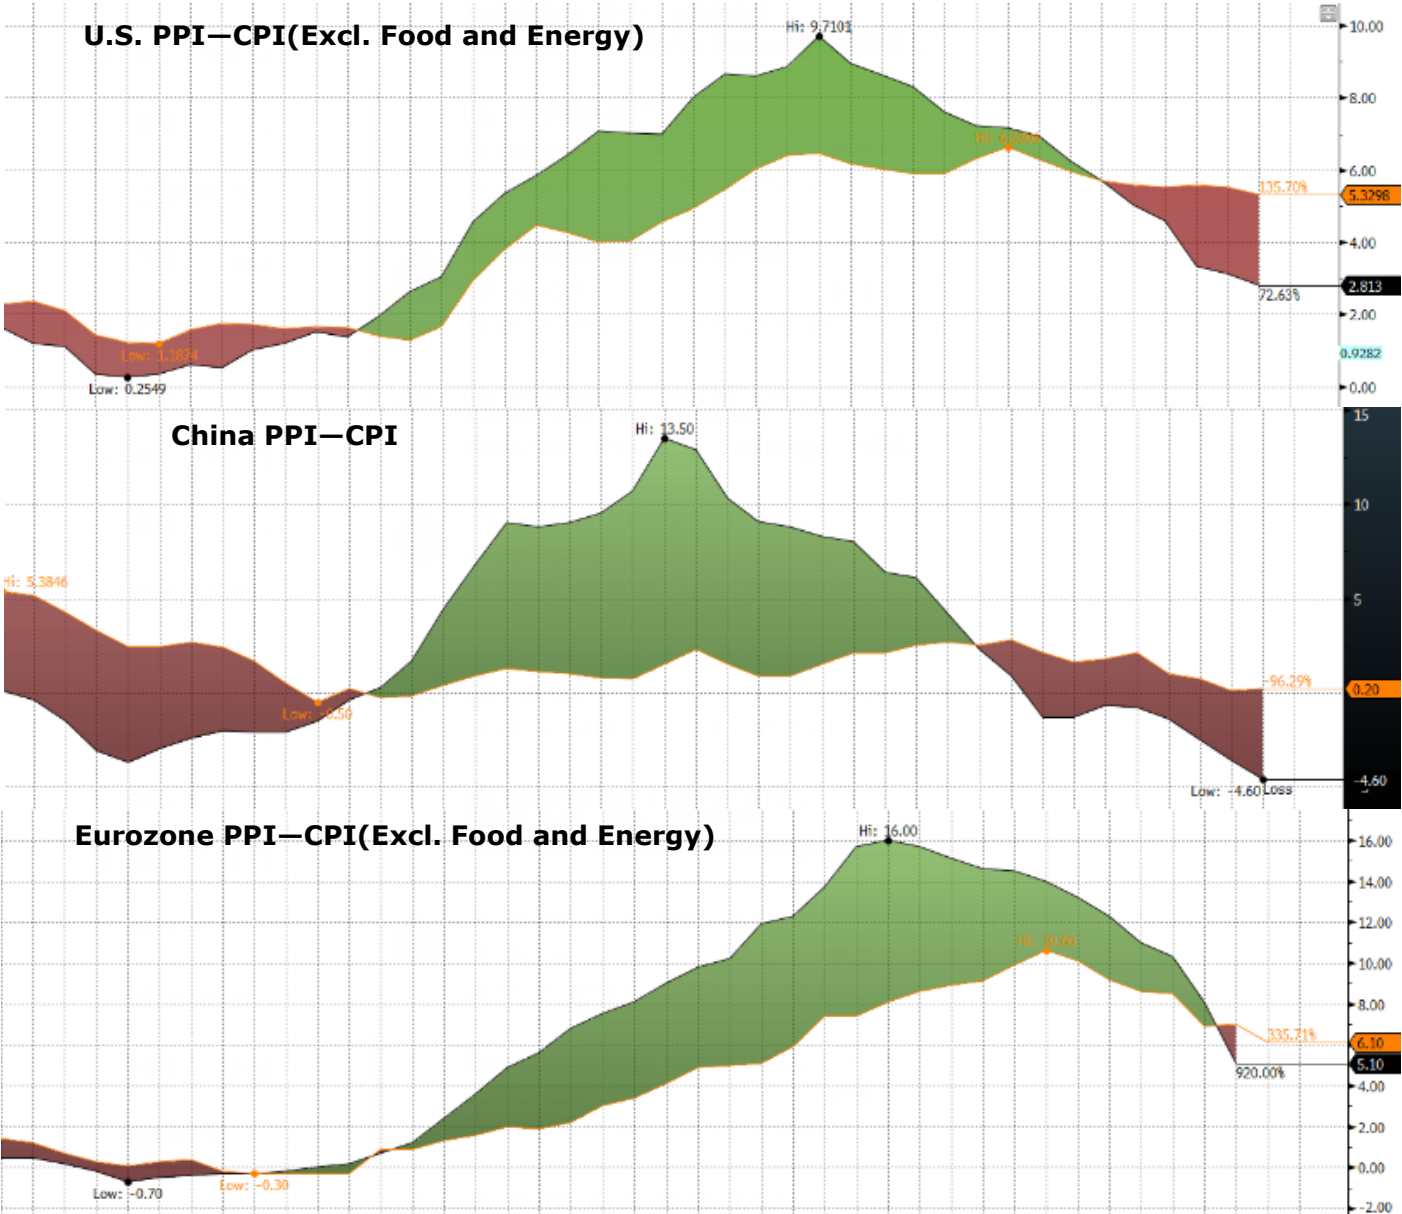 U.S. PPI—CPI(Excl. Food and Energy)
Hi: 9.7101
10.00
8.00
Hi:
6.00
135.70%
5.3298
4.00
2.813
72.63%
2.00
Low: 1.1874
0.9282
Low: 0.2549
0.00
China PPI—CPI
Hi: 13.50
15
10
Hi: 5.3846
5
-96.29%
0.20
Low: -0.50
-4.60
Low: -4.60
Loss
Eurozone PPI—CPI(Excl. Food and Energy)
Hi: 16.00
16.00
14.00
12.00
Hi: 10.60
10.00
8.00
335.71%
6.10
5.10
920.00%
4.00
2.00
0.00
Low: -0.70
Low: -0.30
-2.00